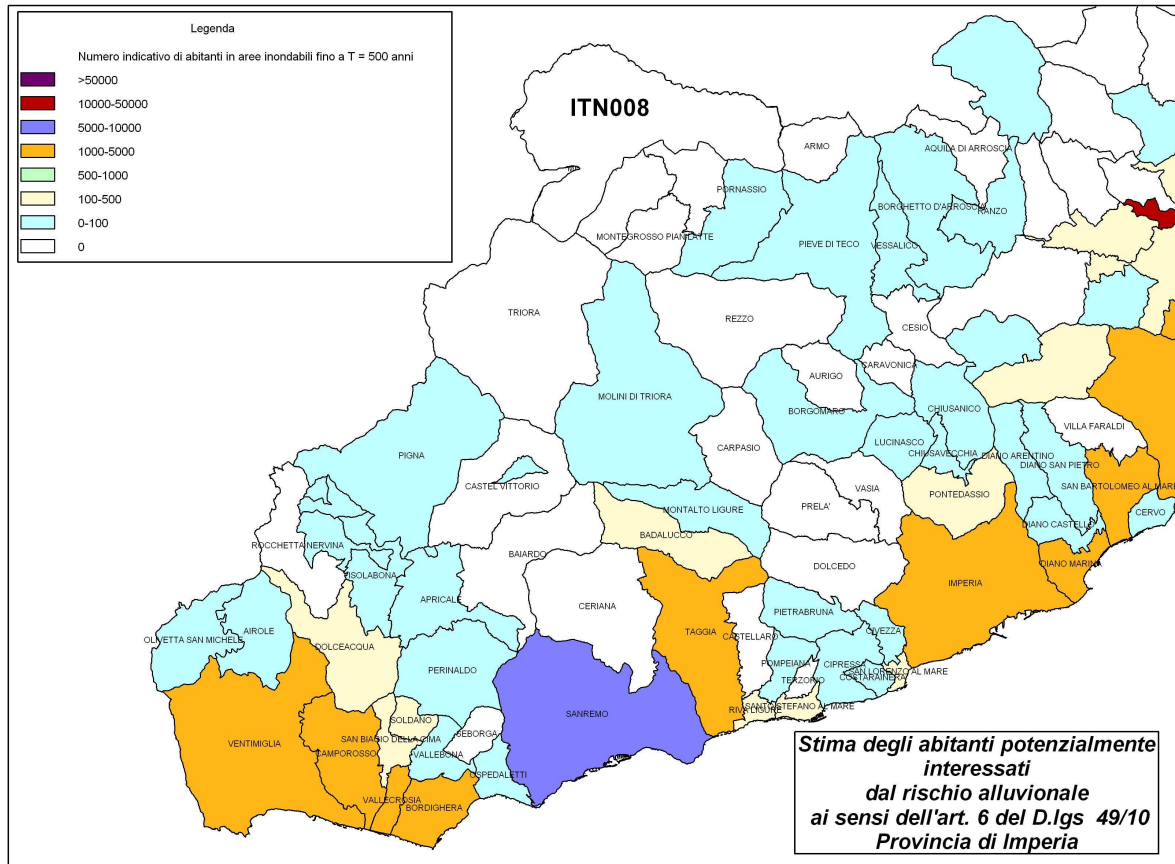 Legenda
Numero indicativo di abitanti in aree inondabili fino a T = 500 anni
>50000
10000-50000
5000-10000
1000-5000
500-1000
100-500
0-100
0
ITN008
ARMO
AQUILA DI ARROSCIA
PORNASSIO
BORGHETTO D'ARROSCIA
RANZO
MONTEGROSSO PIAN LATTE
PIEVE DI TECO
VESSALICO
TRIORA
REZZO
CESIO
CARAVONICA
AURIGO
MOLINI DI TRIORA
BORGOMARO
CHIUSANICO
VILLA FARALDI
CARPASIO
LUCINASCO
CHIUSAVECCHIA
DIANO ARENTINO
PIGNA
DIANO SAN PIETRO
CASTEL VITTORIO
VASIA
SAN BARTOLOMEO AL MARE
PONTEDASSIO
PRELA'
MONTALTO LIGURE
CERVO
DIANO CASTELLO
BADALUCCO
ROCCHETTA NERVINA
BAIARDO
DIANO MARINA
DOLCEDO
ISOLABONA
IMPERIA
CERIANA
APRICALE
PIETRABRUNA
AIROLE
TAGGIA
CIVEZZA
OLIVETTA SAN MICHELE
CASTELLARO
DOLCEACQUA
POMPEIANA
CIPRESSA
PERINALDO
SAN LORENZO AL MARE
TERZORIO
COSTARAINERA
SANTO STEFANO AL MARE
RIVA LIGURE
SANREMO
SOLDANO
SEBORGA
SAN BIAGIO DELLA CIMA
VENTIMIGLIA
CAMPOROSSO
VALLEBONA
OSPEDALETTI
VALLECROSIA
BORDIGHERA
Stima degli abitanti potenzialmente
interessati
dal rischio alluvionale
ai sensi dell'art. 6 del D.lgs 49/10
Provincia di Imperia